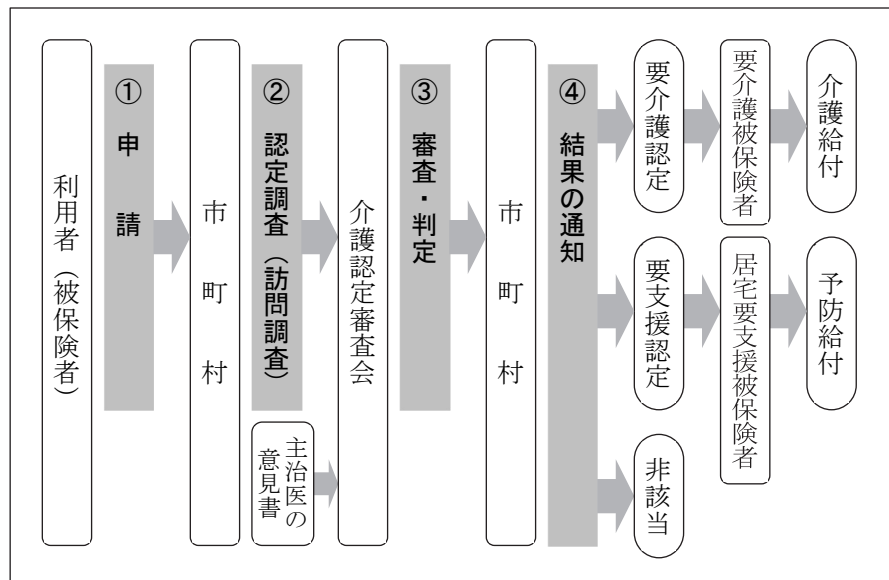 利用者（被保険者）
① 申請
市町村
② 認定調査（訪問調査）
主治医の
意見書
介護認定審査会
③ 審査・判定
市町村
④ 結果の通知
要介護認定
要介護被保険者
介護給付
要支援認定
居宅要支援被保険者
予防給付
非該当